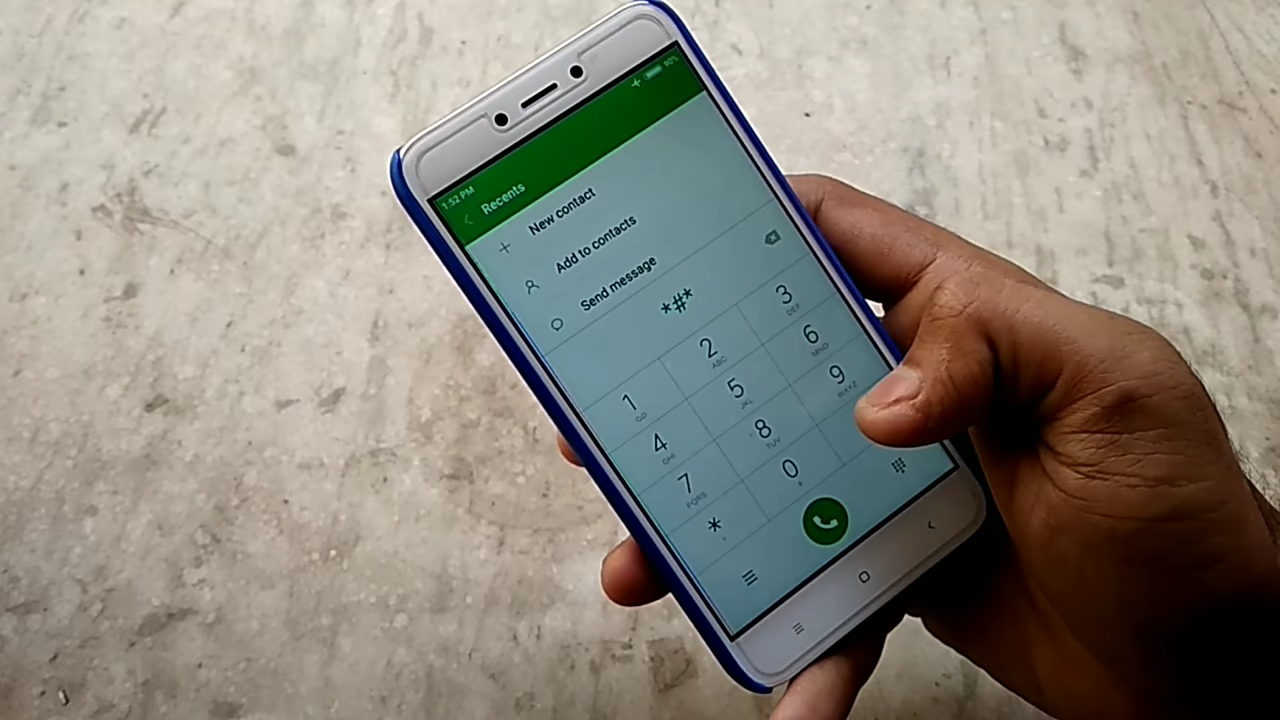 1:52 PM
90%
Recents
New contact
Add to contacts
Send message
*#*
1
2 ABC
3 DEF
4 GHI
5 JKL
6 MNO
7 PQRS
8 TUV
9 WXYZ
*
0